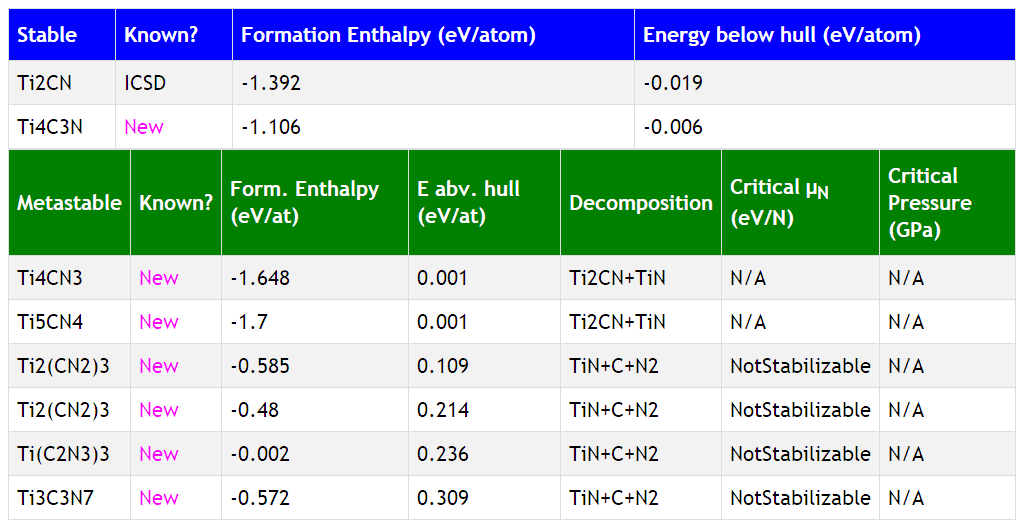 Stable Known? Formation Enthalpy (eV/atom) Energy below hull (eV/atom)
Ti2CN ICSD -1.392 -0.019
Ti4C3N New -1.106 -0.006
Metastable Known? Form. Enthalpy (eV/at) E abv. hull (eV/at) Decomposition Critical μN (eV/N) Critical Pressure (GPa)
Ti4CN3 New -1.648 0.001 Ti2CN+TiN N/A N/A
Ti5CN4 New -1.7 0.001 Ti2CN+TiN N/A N/A
Ti2(CN2)3 New -0.585 0.109 TiN+C+N2 NotStabilizable N/A
Ti2(CN2)3 New -0.48 0.214 TiN+C+N2 NotStabilizable N/A
Ti(C2N3)3 New -0.002 0.236 TiN+C+N2 NotStabilizable N/A
Ti3C3N7 New -0.572 0.309 TiN+C+N2 NotStabilizable N/A